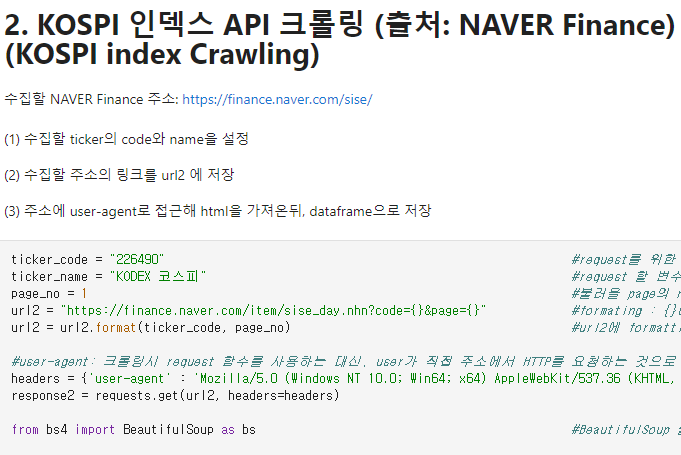 2. KOSPI 인덱스 API 크롤링 (출처: NAVER Finance)
(KOSPI index Crawling)
수집할 NAVER Finance 주소: https://finance.naver.com/sise/
(1) 수집할 ticker의 code와 name을 설정
(2) 수집할 주소의 링크를 url2 에 저장
(3) 주소에 user-agent로 접근해 html을 가져온뒤, dataframe으로 저장
ticker_code = "226490" #request를 위한
ticker_name = "KODEX 코스피" #request 할 변수
page_no = 1 #불러올 page의
url2 = "https://finance.naver.com/item/sise_day.nhn?code={}&page={}" #formating : {}
url2 = url2.format(ticker_code, page_no) #url2에 formatti
#user-agent: 크롤링시 request 함수를 사용하는 대신, user가 직접 주소에서 HTTP를 요청하는 것으로
headers = {'user-agent' : 'Mozilla/5.0 (Windows NT 10.0; Win64; x64) AppleWebKit/537.36 (KHTML,
response2 = requests.get(url2, headers=headers)
from bs4 import BeautifulSoup as bs #BeautifulSoup